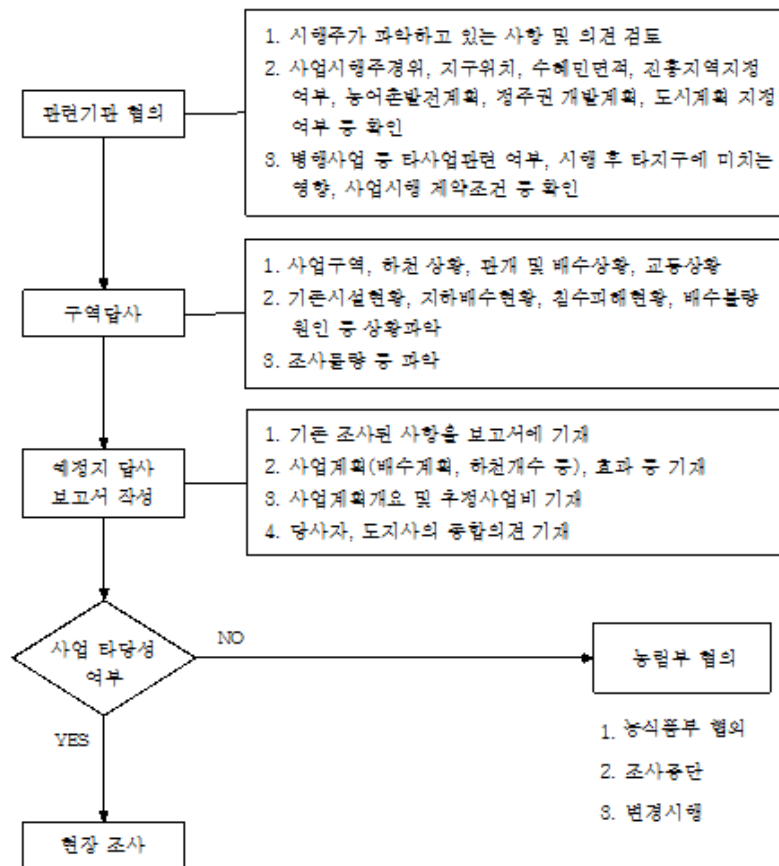 관련기관 협의
1. 시행주가 파악하고 있는 사항 및 의견 검토
2. 사업시행주경위, 지구위치, 수혜민면적, 진흥지역지정
여부, 농어촌발전계획, 정주권 개발계획, 도시계획 지정
여부 등 확인
3. 병행사업 등 타사업관련 여부, 시행 후 타지구에 미치는
영향, 사업시행 제약조건 등 확인
구역답사
1. 사업구역, 하천 상황, 관개 및 배수상황, 교통상황
2. 기존시설현황, 지하배수현황, 침수피해현황, 배수불량
원인 등 상황파악
3. 조사물량 등 파악
예정지 답사
보고서 작성
1. 기존 조사된 사항을 보고서에 기재
2. 사업계획(배수계획, 하천개수 등), 효과 등 기재
3. 사업계획개요 및 추정사업비 기재
4. 당사자, 도지사의 종합의견 기재
사업 타당성
여부
NO
농림부 협의
YES
1. 농식품부 협의
2. 조사중단
3. 변경시행
현장 조사